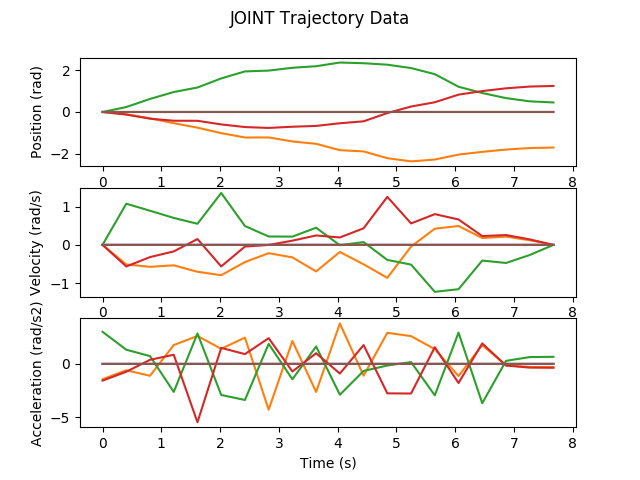 JOINT Trajectory Data
Position (rad)
2
0
−2
0 1 2 3 4 5 6 7 8
Velocity (rad/s)
1
0
−1
0 1 2 3 4 5 6 7 8
Acceleration (rad/s2)
0
−5
0 1 2 3 4 5 6 7 8
Time (s)